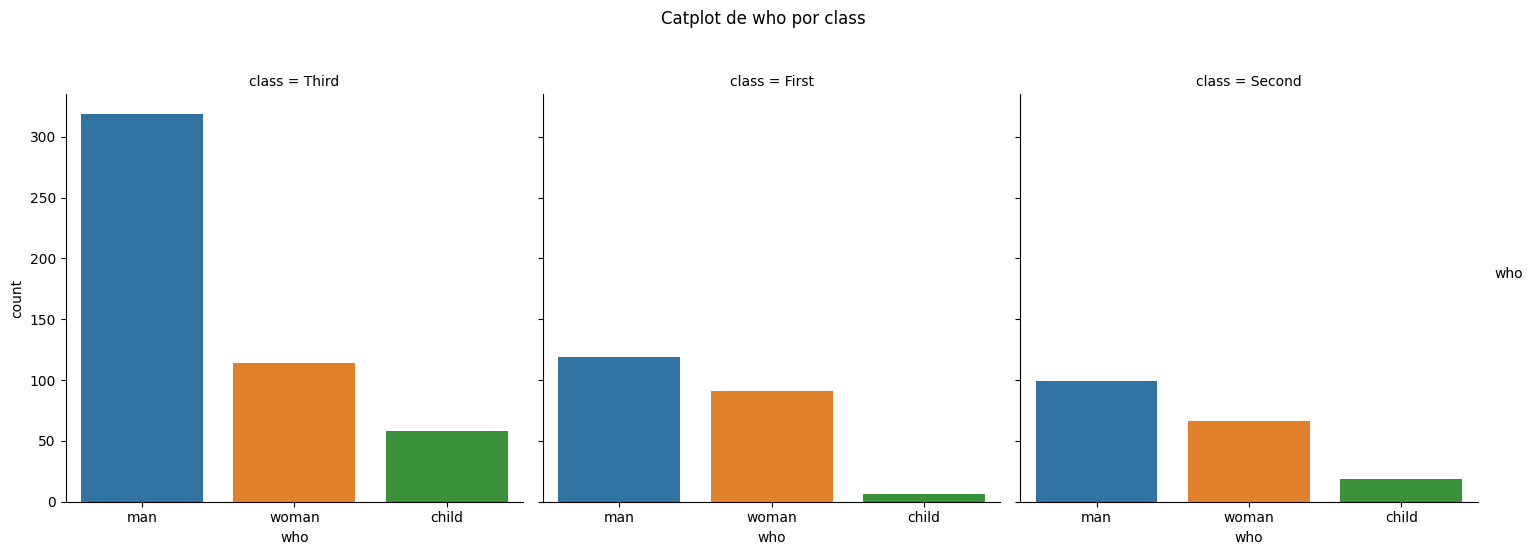 Catplot de who por class
class = Third
class = First
class = Second
count
300
250
200
150
100
50
0
man woman child
man woman child
man woman child
who
who
who
who